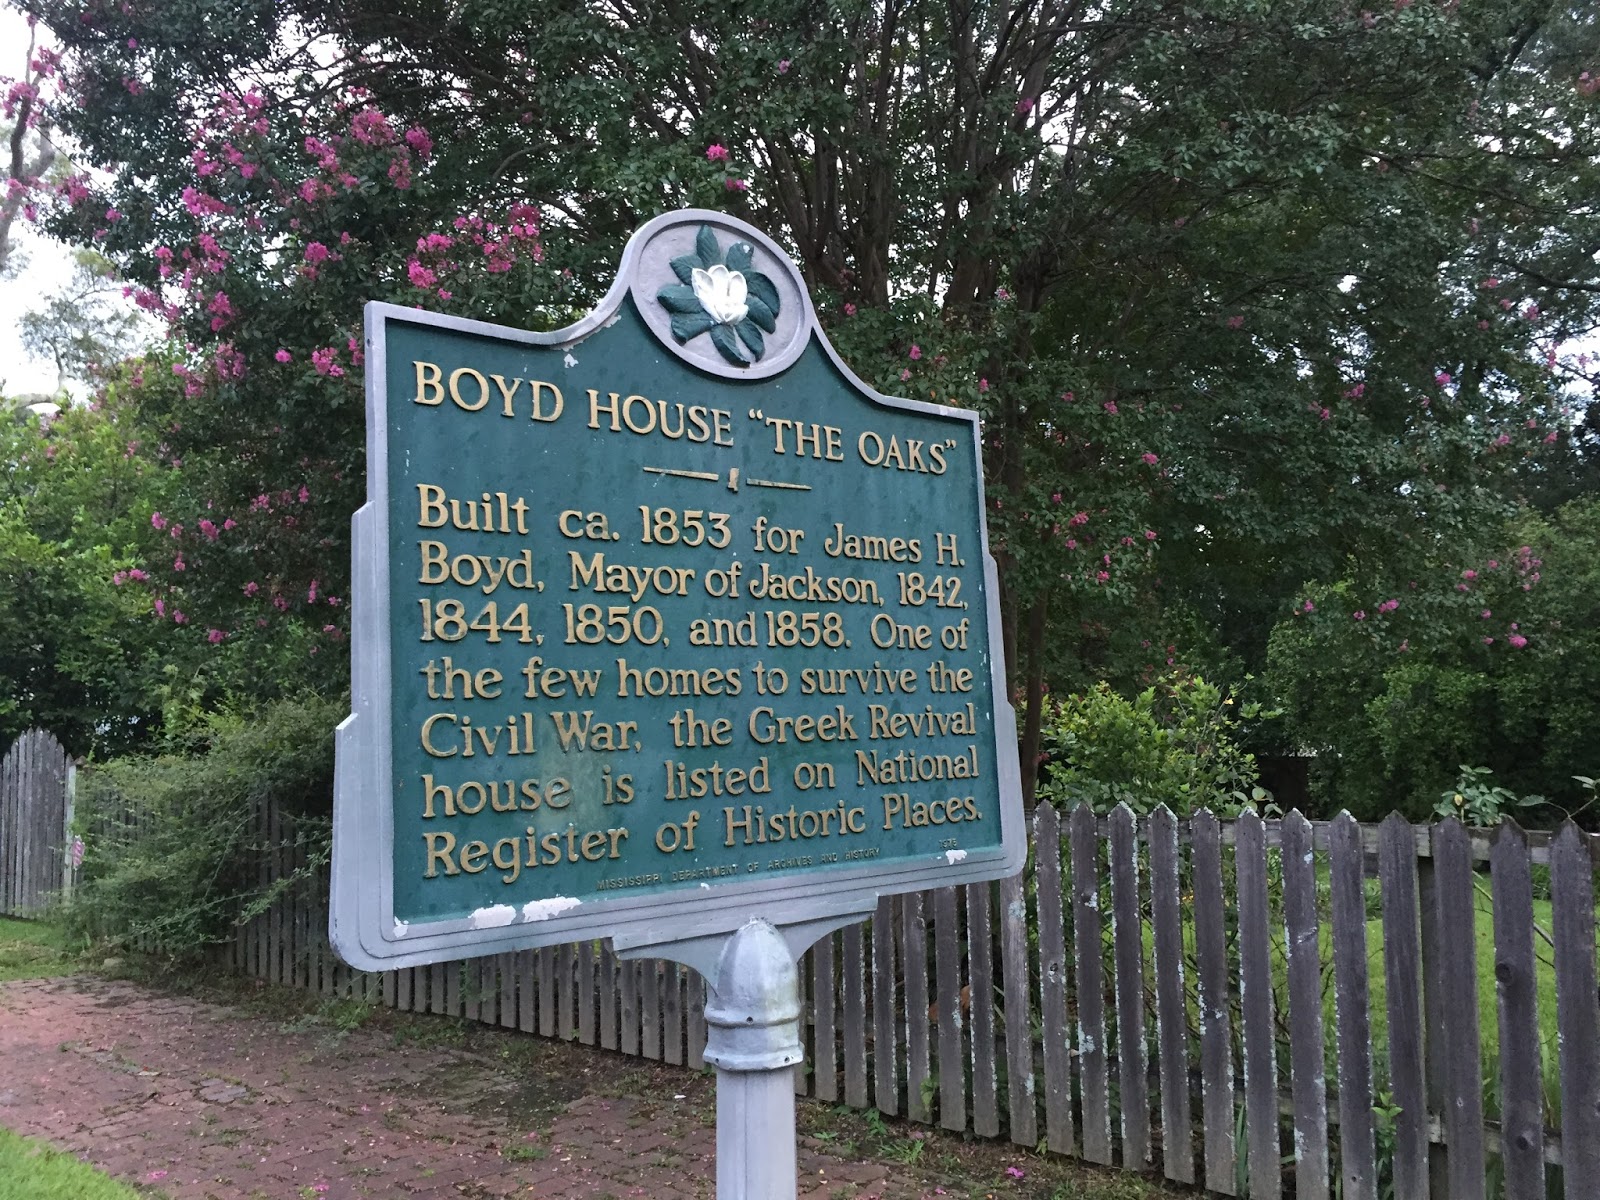 BOYD HOUSE “THE OAKS”
Built ca. 1853 for James H.
Boyd, Mayor of Jackson, 1842,
1844, 1850, and 1858. One of
the few homes to survive the
Civil War, the Greek Revival
house is listed on National
Register of Historic Places.
MISSISSIPPI DEPARTMENT OF ARCHIVES AND HISTORY